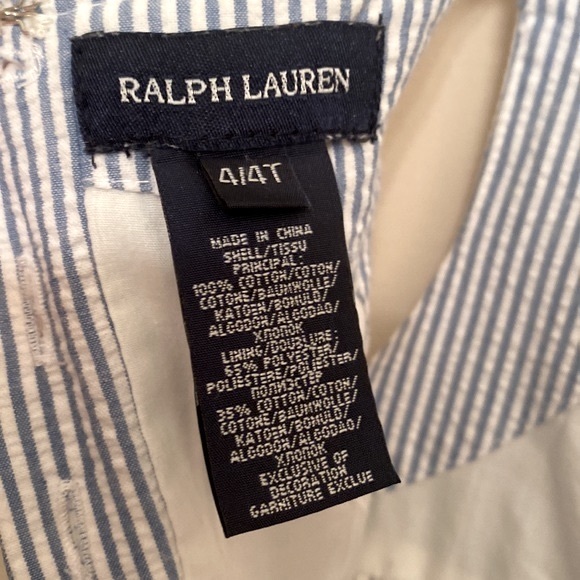 RALPH LAUREN
4/4T
MADE IN CHINA
SHELL/TISSU
PRINCIPAL:
100% COTTON/COTON/
COTONE/BAUMWOLLE/
KATOEN/BOMULD/
ALGODON/ALGODAO/
ХЛОПОК
LINING/DOUBLURE:
65% POLYESTER/
POLIESTERE/POLYESTER/
ПОЛИЭСТЕР
35% COTTON/COTON/
COTONE/BAUMWOLLE/
KATOEN/BOMULD/
ALGODON/ALGODAO/
ХЛОПОК
EXCLUSIVE OF
DECORATION
GARNITURE EXCLUE